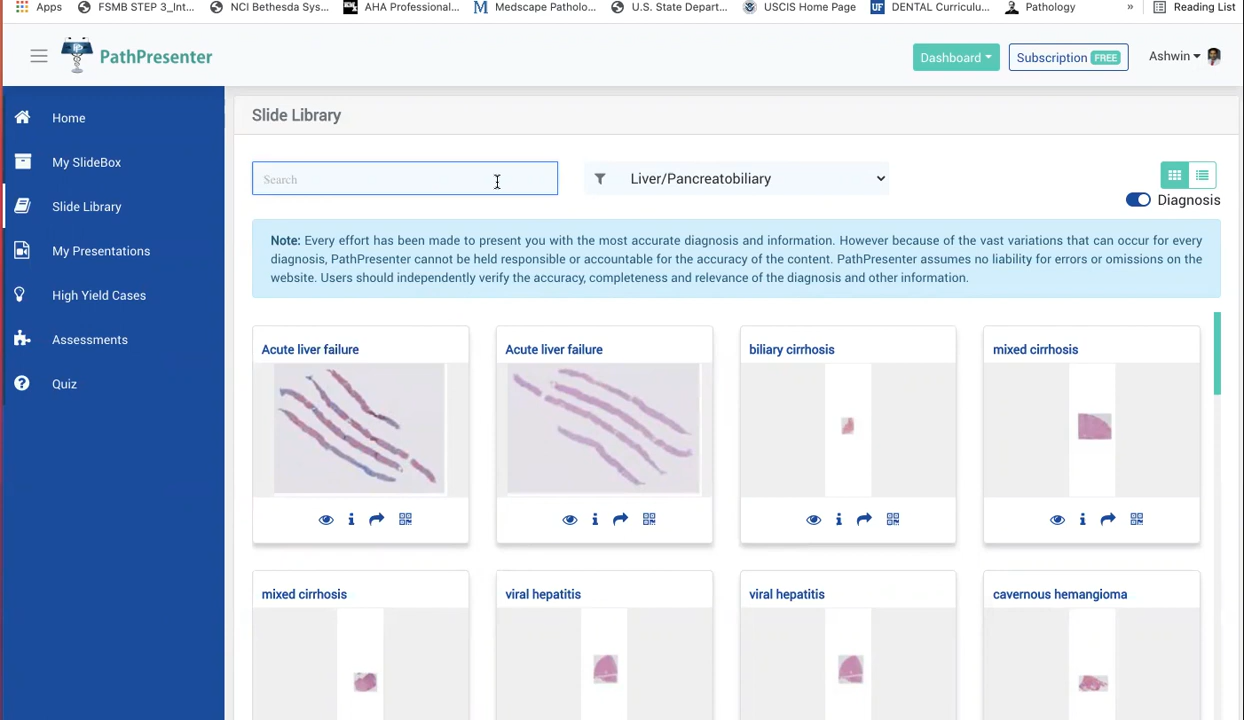 Apps FSMB STEP 3_Int... NCI Bethesda Sys... AHA Professional... Medscape Patholo... U.S. State Depart... USCIS Home Page UF DENTAL Curriculu... Pathology » Reading List
PathPresenter Dashboard Subscription FREE Ashwin
Home
My SlideBox
Slide Library
My Presentations
High Yield Cases
Assessments
Quiz
Slide Library
Search Liver/Pancreatobiliary
Diagnosis
Note: Every effort has been made to present you with the most accurate diagnosis and information. However because of the vast variations that can occur for every
diagnosis, PathPresenter cannot be held responsible or accountable for the accuracy of the content. PathPresenter assumes no liability for errors or omissions on the
website. Users should independently verify the accuracy, completeness and relevance of the diagnosis and other information.
Acute liver failure Acute liver failure biliary cirrhosis mixed cirrhosis
mixed cirrhosis viral hepatitis viral hepatitis cavernous hemangioma